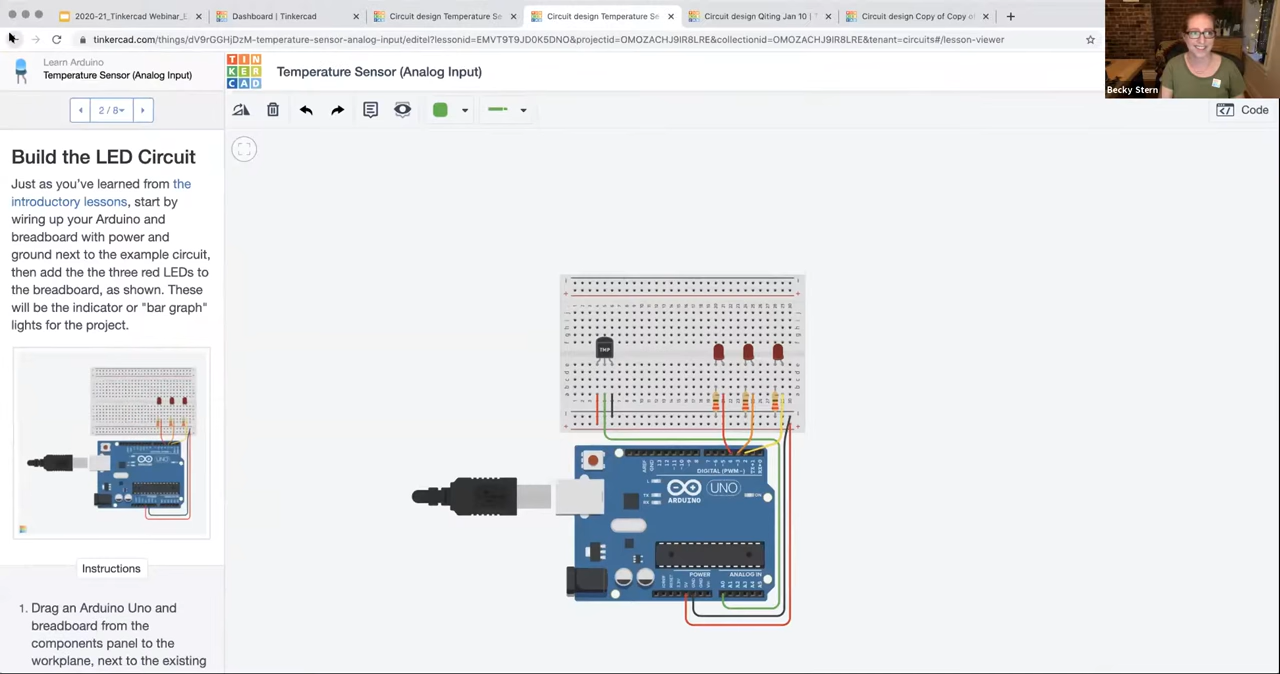 2020-21_Tinkercad Webinar_E
Dashboard | Tinkercad
Circuit design Temperature Se
Circuit design Temperature Se
Circuit design Qiting Jan 10 | T
Circuit design Copy of Copy of
tinkercad.com/things/dV9rGGHjDzM-temperature-sensor-analog-input/editel?lessonid=EMVT9T9JD0K5DNO&projectid=OMOZACHJ9IR8LRE&collectionid=OMOZACHJ9IR8LRE&tenant=circuits#/lesson-viewer
Becky Stern
Learn Arduino
Temperature Sensor (Analog Input)
TIN
KER
CAD
Temperature Sensor (Analog Input)
2/8
Code
Build the LED Circuit
Just as you've learned from the
introductory lessons, start by
wiring up your Arduino and
breadboard with power and
ground next to the example circuit,
then add the the three red LEDs to
the breadboard, as shown. These
will be the indicator or "bar graph"
lights for the project.
Instructions
1. Drag an Arduino Uno and
breadboard from the
components panel to the
workplane, next to the existing
TMP
DIGITAL (PWM~)
UNO
ARDUINO
POWER
ANALOG IN